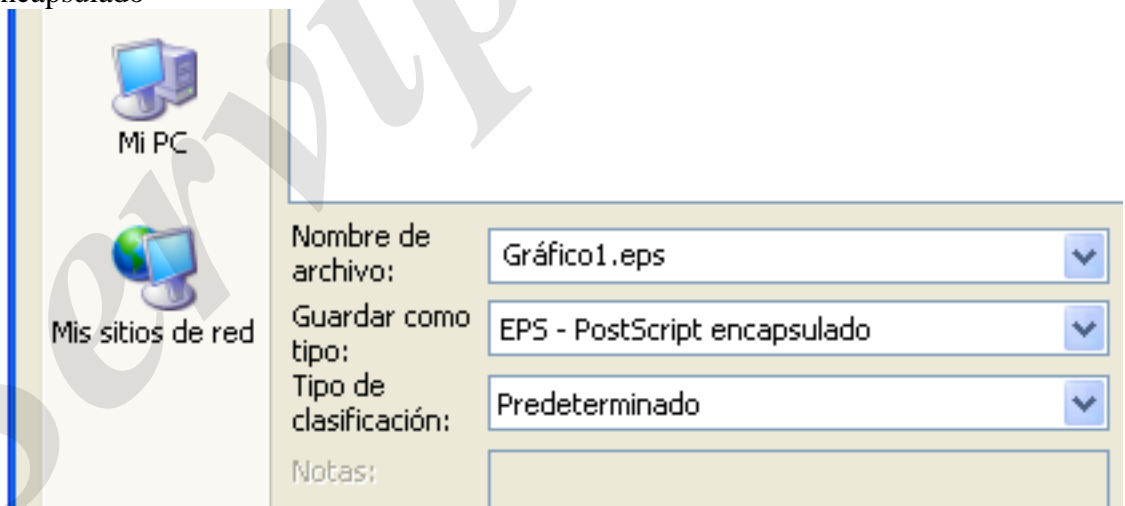 ncapsulado
Mi PC
Mis sitios de red
Nombre de
archivo:
Gráfico1.eps
Guardar como
tipo:
EPS - PostScript encapsulado
Tipo de
clasificación:
Predeterminado
Notas: